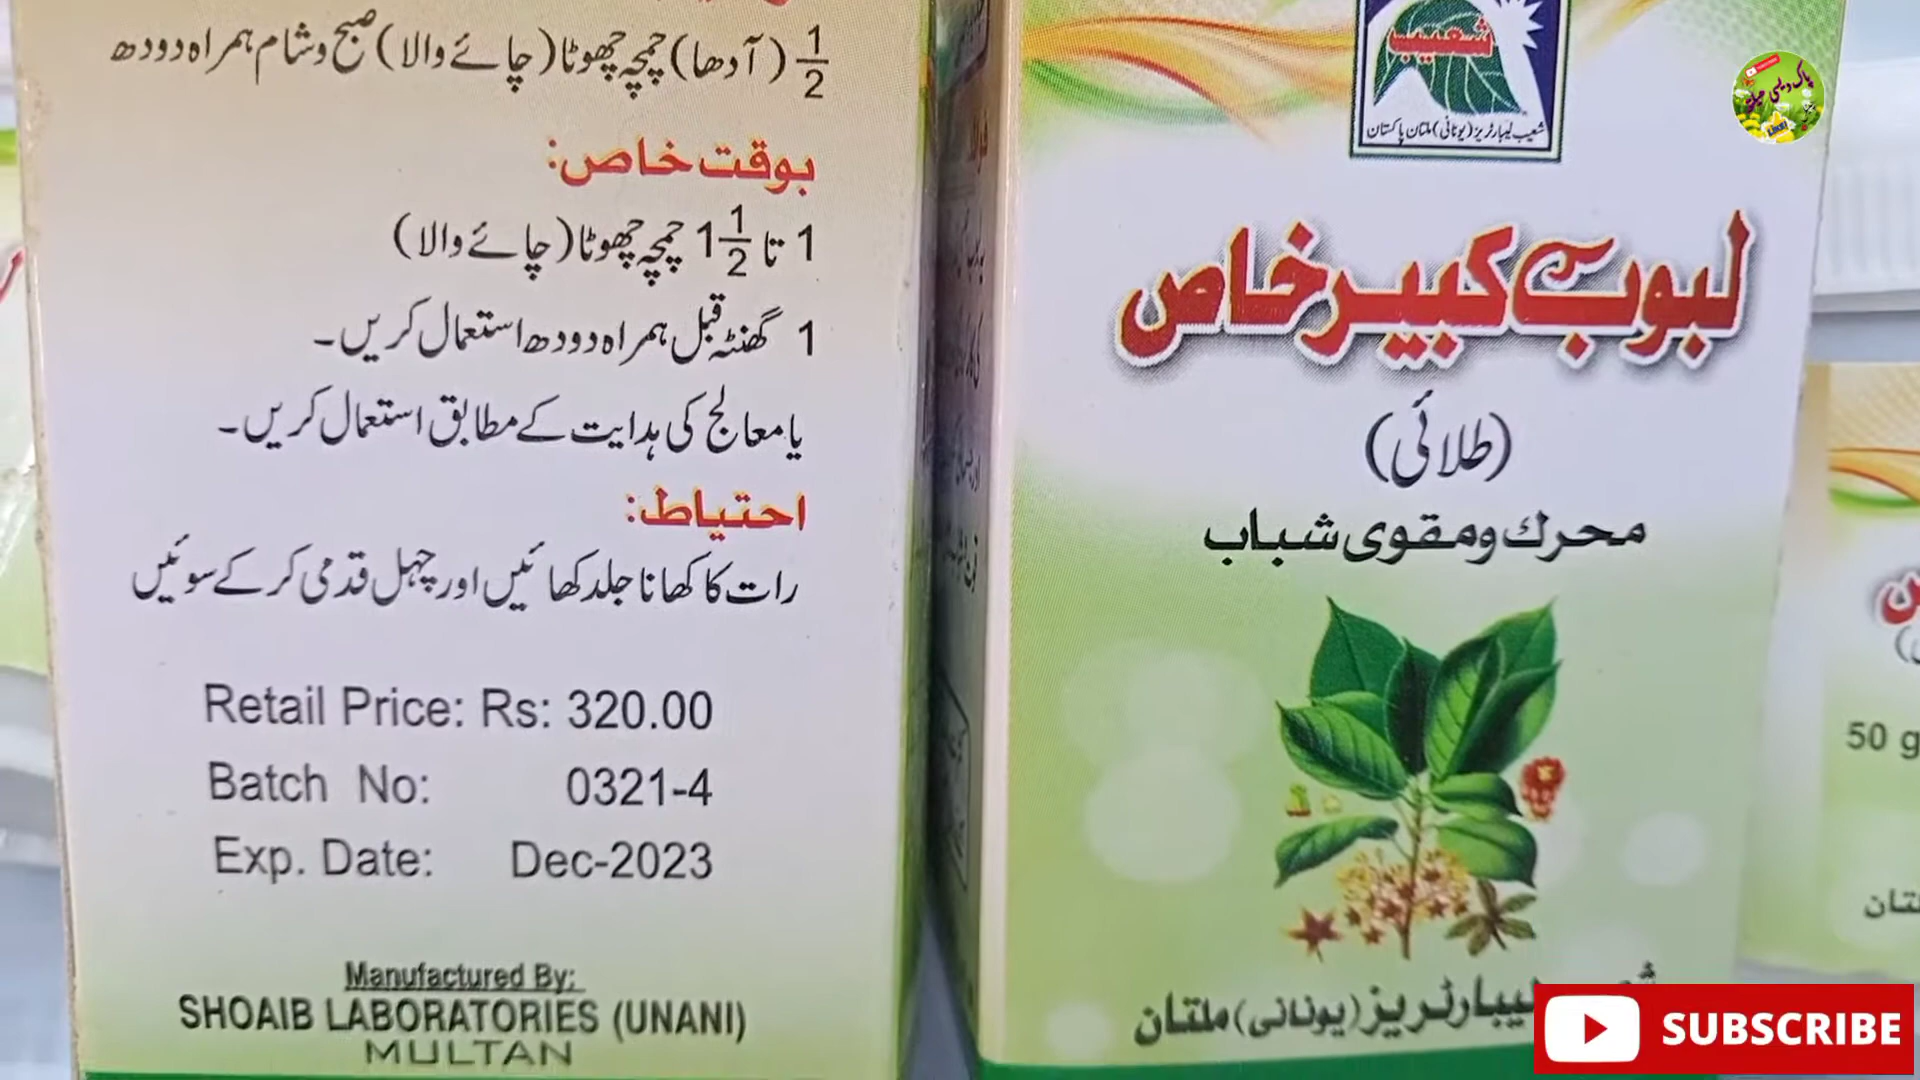 1/2 (آدھا) چمچہ چھوٹا (چائے والا) صبح و شام ہمراہ دودھ
بوقت خاص:
1 تا 1 1/2 چمچہ چھوٹا (چائے والا)
1 گھنٹہ قبل ہمراہ دودھ استعمال کریں۔
یا معالج کی ہدایت کے مطابق استعمال کریں۔
احتیاط:
رات کا کھانا جلد کھائیں اور چہل قدمی کر کے سوئیں
Retail Price: Rs: 320.00
Batch No: 0321-4
Exp. Date: Dec-2023
Manufactured By:
SHOAIB LABORATORIES (UNANI)
MULTAN
شعیب
شعیب لیبارٹریز (یونانی) ملتان پاکستان
لبوب کبیر خاص
(طلائی)
محرك و مقوی شباب
لیبارٹریز (یونانی) ملتان
50 g
SUBSCRIBE